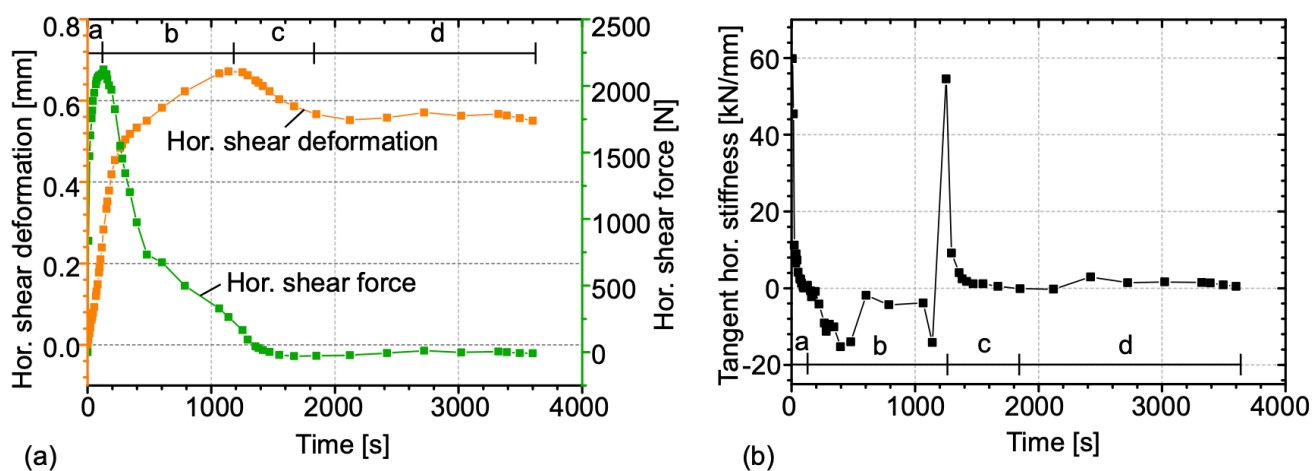 0.8
0.6
0.4
0.2
0.0
Hor. shear deformation [mm]
a b c d
Hor. shear deformation
Hor. shear force
2500
2000
1500
1000
500
0
Hor. shear force [N]
0 1000 2000 3000 4000
Time [s]
(a)
60
40
20
0
-20
Tangent hor. stiffness [kN/mm]
a b c d
0 1000 2000 3000 4000
Time [s]
(b)